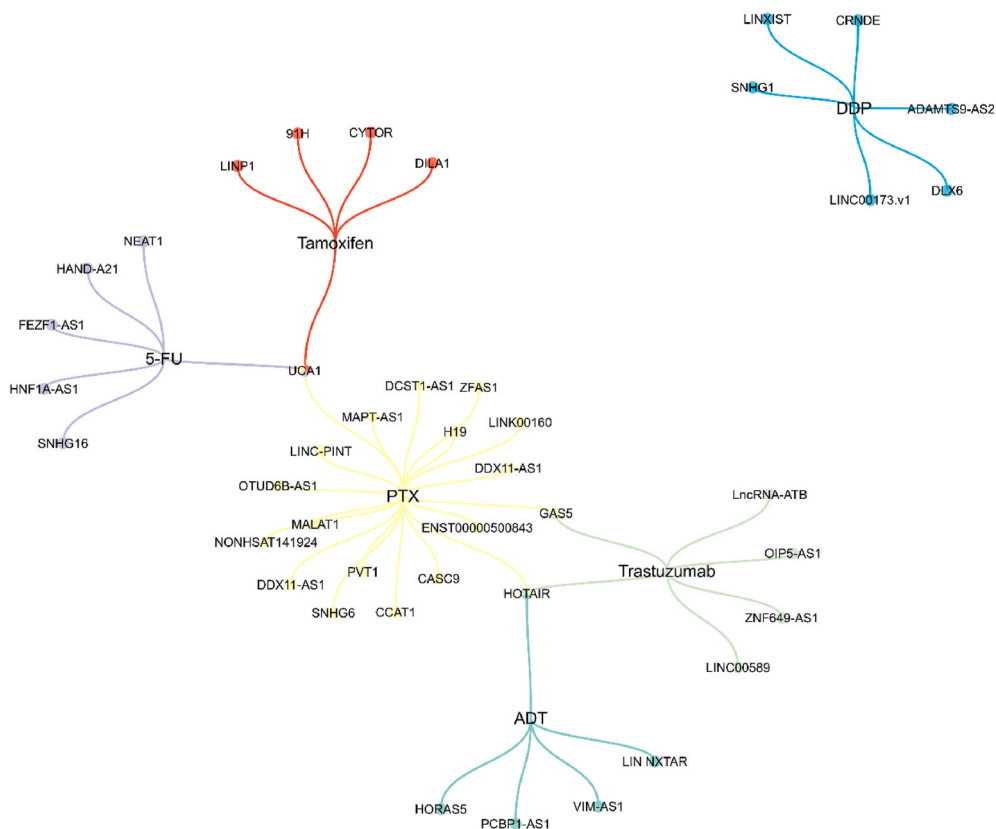 LINXIST
CRNDE
SNHG1
DDP
ADAMTS9-AS2
DLX6
LINC00173.v1
91H
CYTOR
LINP1
DILA1
Tamoxifen
NEAT1
HAND-A21
FEZF1-AS1
5-FU
HNF1A-AS1
SNHG16
UCA1
DCST1-AS1
ZFAS1
MAPT-AS1
H19
LINK00160
LINC-PINT
DDX11-AS1
OTUD6B-AS1
PTX
MALAT1
ENST00000500843
GAS5
NONHSAT141924
DDX11-AS1
PVT1
CASC9
SNHG6
CCAT1
HOTAIR
LncRNA-ATB
OIP5-AS1
Trastuzumab
ZNF649-AS1
LINC00589
ADT
LIN NXTAR
HORAS5
VIM-AS1
PCBP1-AS1